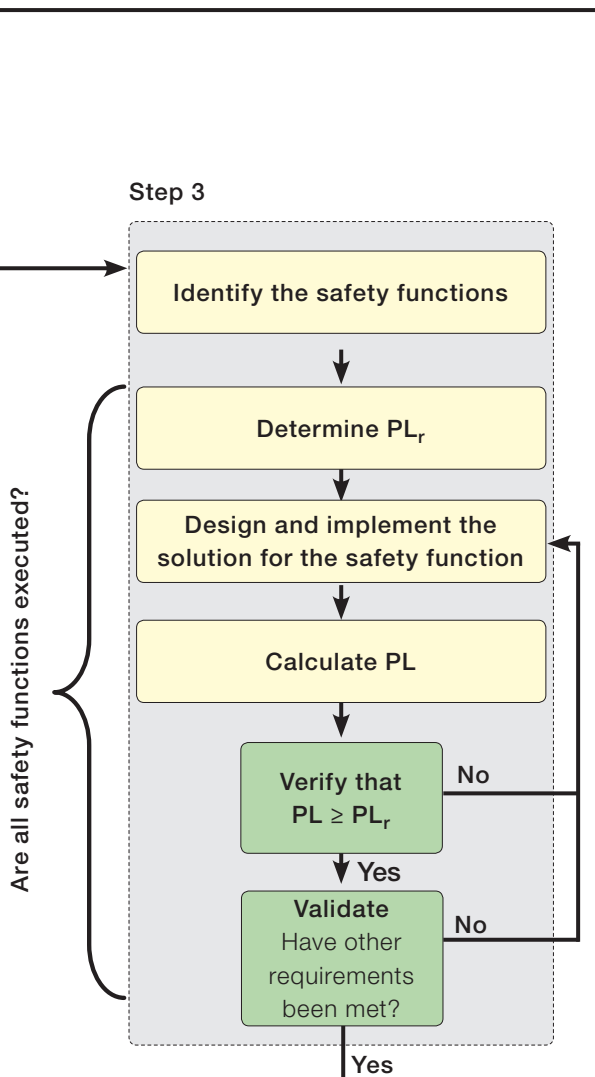 Step 3
Identify the safety functions
Determine PLr
Design and implement the
solution for the safety function
Calculate PL
Verify that
PL ≥ PLr
No
Yes
Validate
Have other
requirements
been met?
No
Yes
Are all safety functions executed?